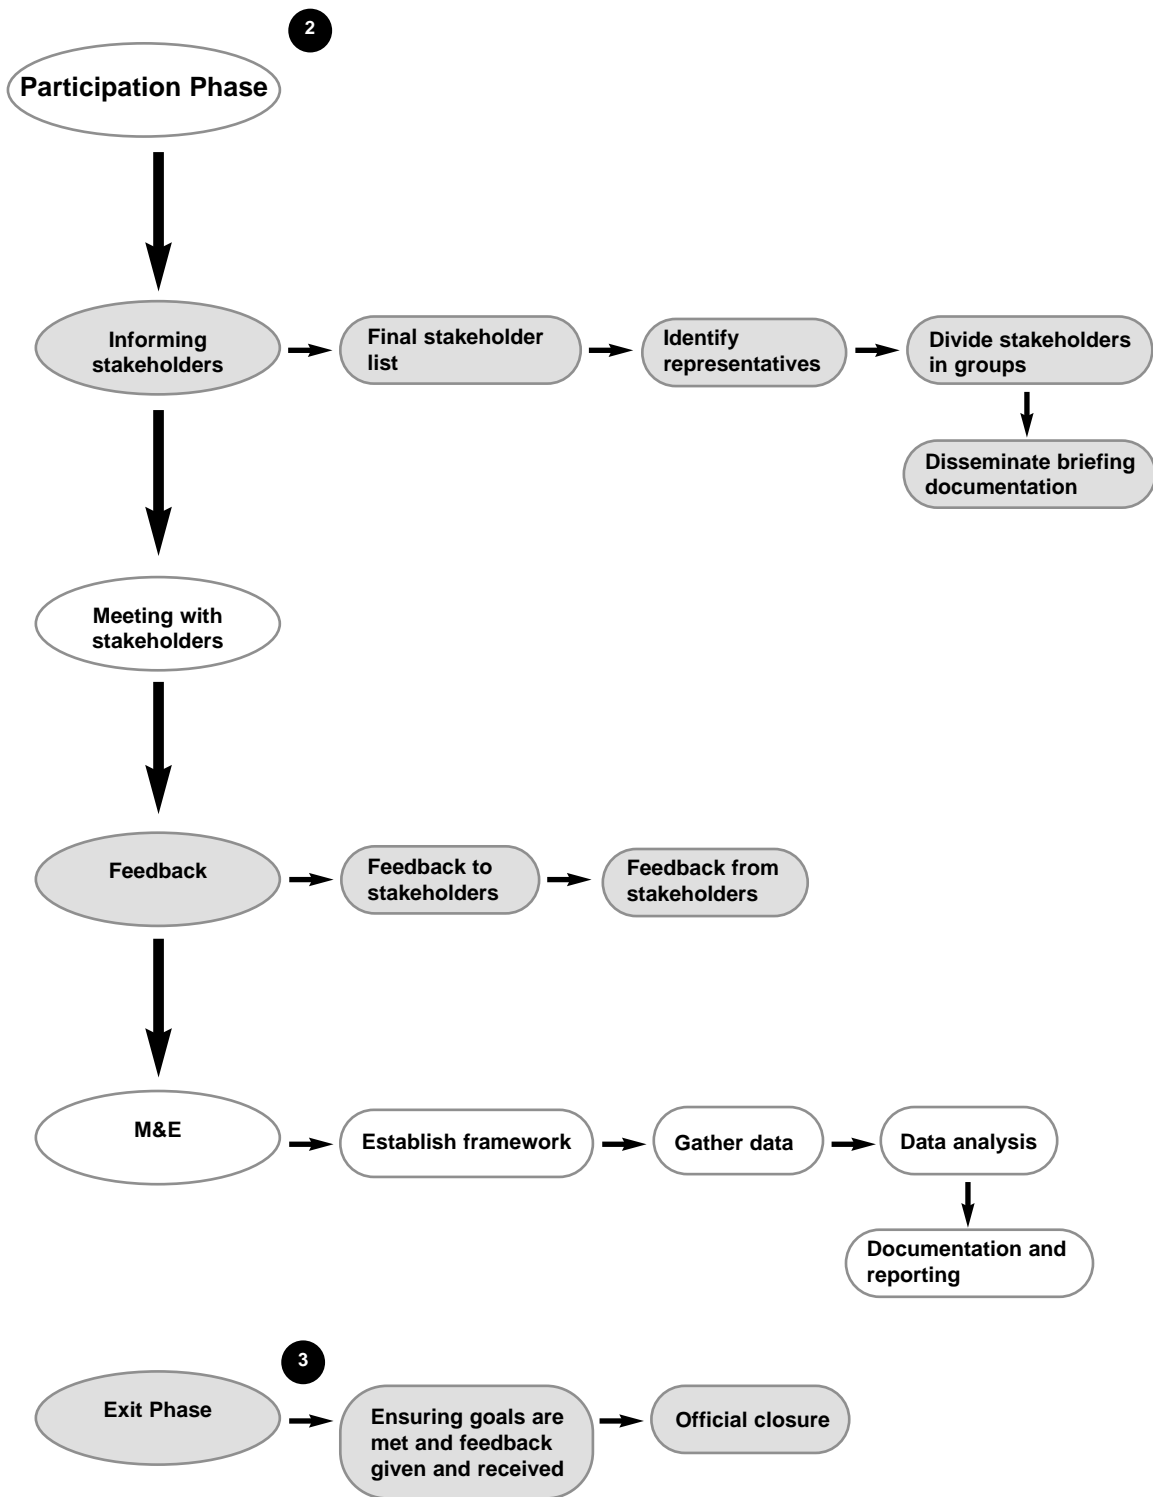 2
Participation Phase
Informing
stakeholders
Final stakeholder
list
Identify
representatives
Divide stakeholders
in groups
Disseminate briefing
documentation
Meeting with
stakeholders
Feedback
Feedback to
stakeholders
Feedback from
stakeholders
M&E
Establish framework
Gather data
Data analysis
Documentation and
reporting
3
Exit Phase
Ensuring goals are
met and feedback
given and received
Official closure